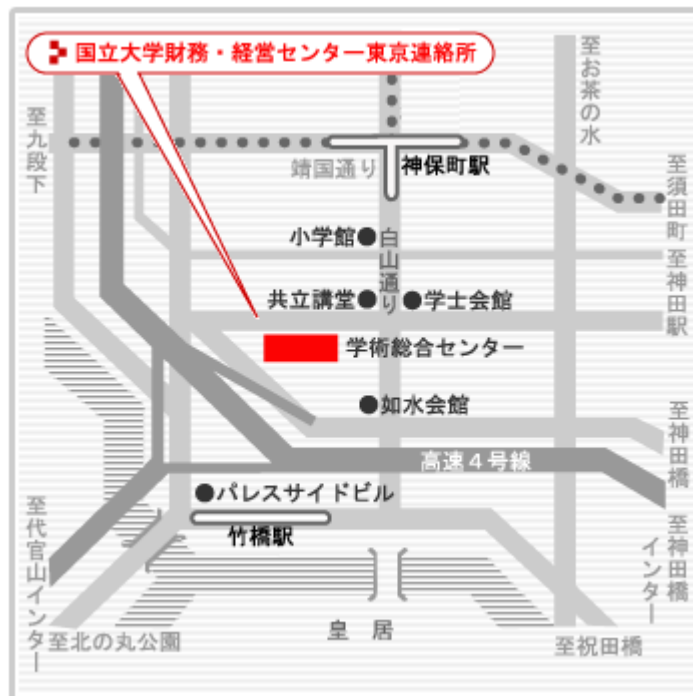 国立大学財務・経営センター東京連絡所
至お茶の水
至九段下
靖国通り
神保町駅
至須田町
小学館
白山通り
至神田駅
共立講堂
学士会館
学術総合センター
如水会館
至神田橋
高速4号線
パレスサイドビル
竹橋駅
至代官山インター
至神田橋インター
皇居
至北の丸公園
至祝田橋